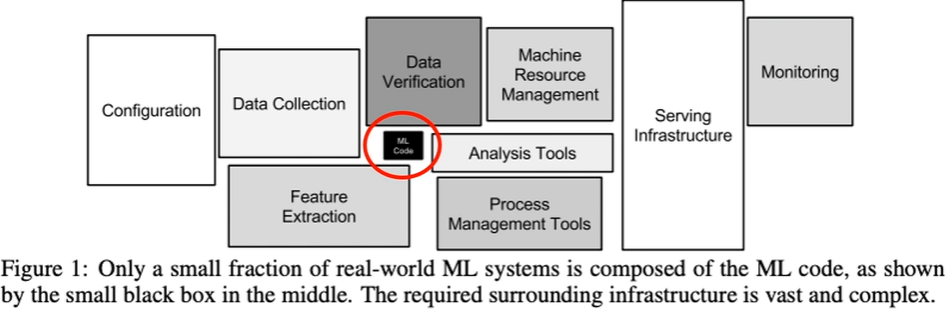 Configuration
Data Collection
Data
Verification
Machine
Resource
Management
Monitoring
Serving
Infrastructure
ML
Code
Analysis Tools
Feature
Extraction
Process
Management Tools
Figure 1: Only a small fraction of real-world ML systems is composed of the ML code, as shown
by the small black box in the middle. The required surrounding infrastructure is vast and complex.